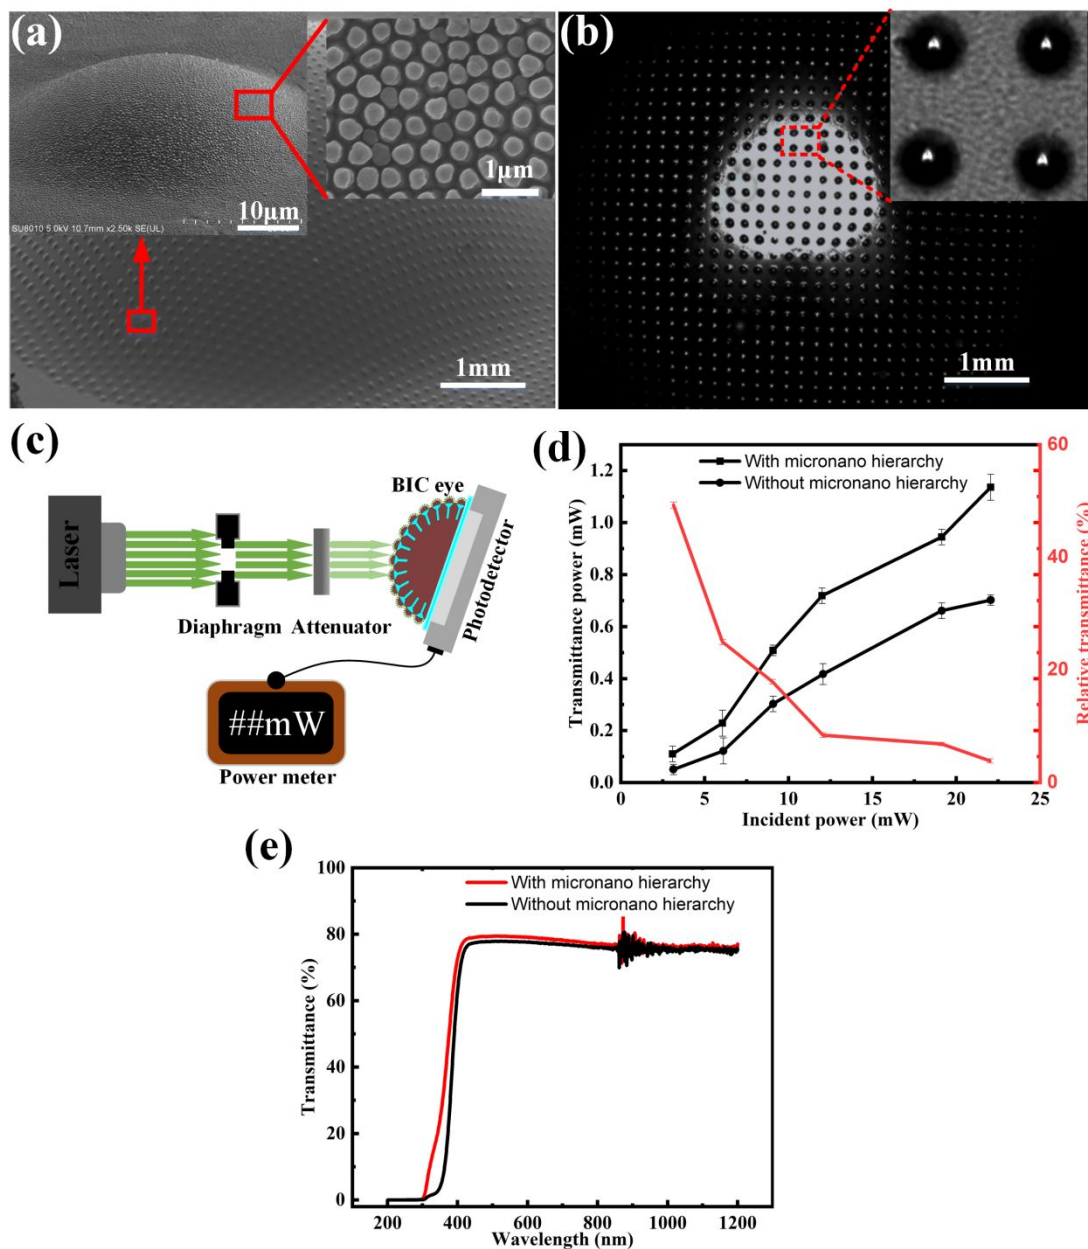 (a)
10μm
1μm
SU8010 5.0kV 10.7mm x2.50k SE(UL)
1mm
(b)
1mm
(c)
Laser
Diaphragm
Attenuator
BIC eye
Photodetector
##mW
Power meter
(d)
With micronano hierarchy
Without micronano hierarchy
Transmittance power (mW)
1.2
1.0
0.8
0.6
0.4
0.2
0.0
0 5 10 15 20 25
Incident power (mW)
60
40
20
0
Relative transmittance (%)
(e)
With micronano hierarchy
Without micronano hierarchy
Transmittance (%)
100
80
60
40
20
0
200 400 600 800 1000 1200
Wavelength (nm)